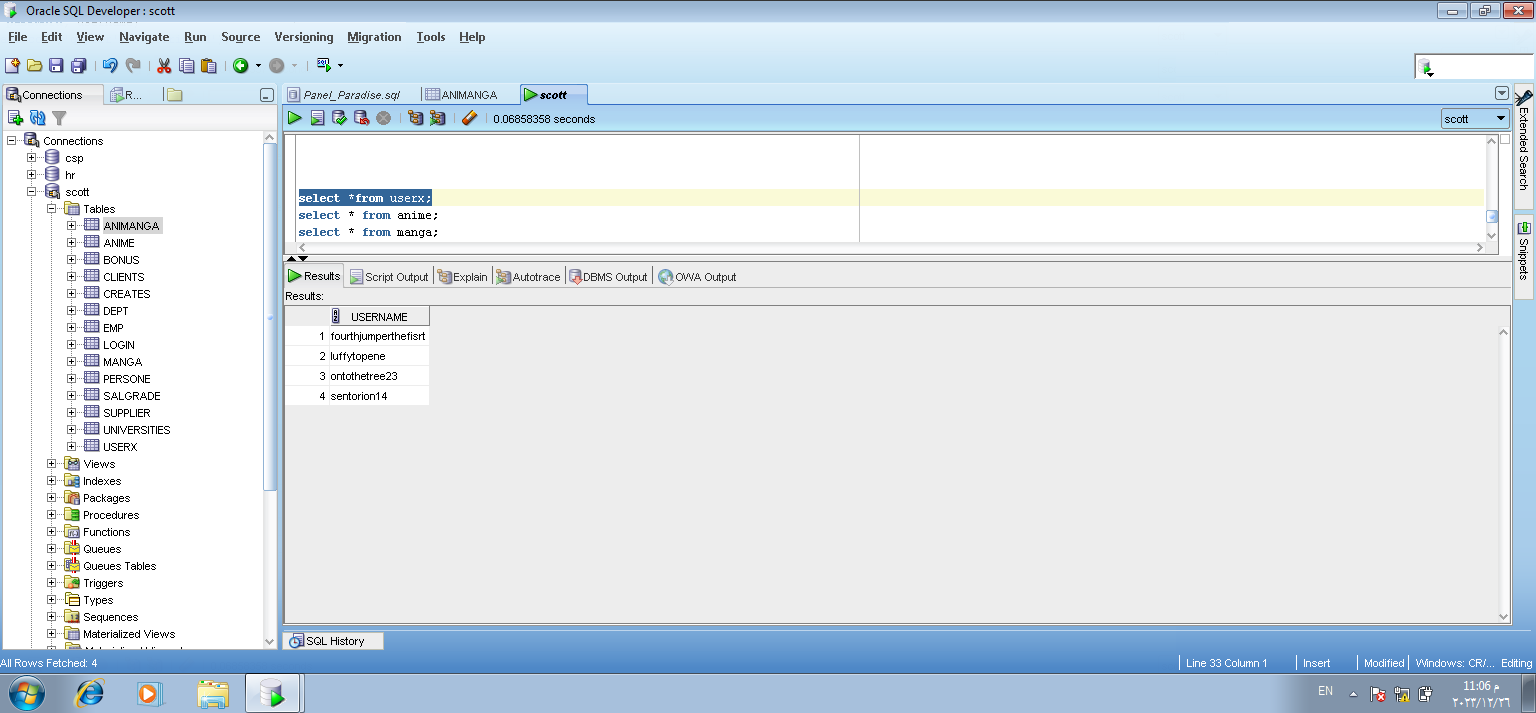 Oracle SQL Developer : scott
File Edit View Navigate Run Source Versioning Migration Tools Help
Connections R...
Panel_Paradise.sql ANIMANGA scott
0.06858358 seconds
scott
Connections
csp
hr
scott
Tables
ANIMANGA
ANIME
BONUS
CLIENTS
CREATES
DEPT
EMP
LOGIN
MANGA
PERSONE
SALGRADE
SUPPLIER
UNIVERSITIES
USERX
Views
Indexes
Packages
Procedures
Functions
Queues
Queues Tables
Triggers
Types
Sequences
Materialized Views
select *from userx;
select * from anime;
select * from manga;
Results Script Output Explain Autotrace DBMS Output OWA Output
Results:
USERNAME
1 fourthjumperthefisrt
2 luffytopene
3 ontothetree23
4 sentorion14
Extended Search
Snippets
SQL History
All Rows Fetched: 4
Line 33 Column 1 Insert Modified Windows: CR/... Editing
EN
11:06 م
٢٠٢٣/١٢/٢٦